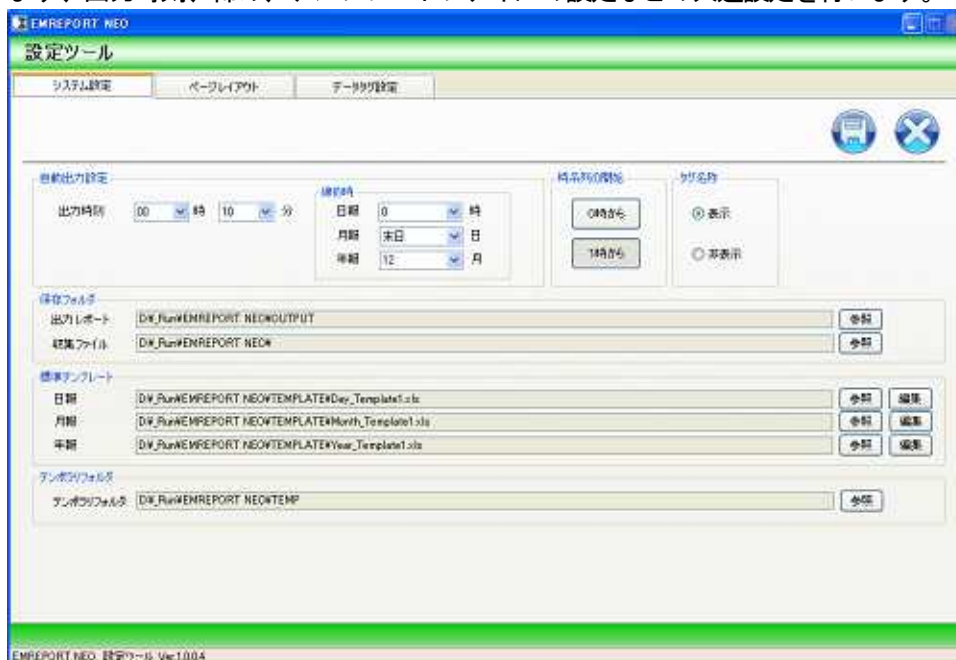 EMREPORT NEO
設定ツール
システム設定 ページレイアウト データタグ設定
自動出力設定
出力時刻 00 時 10 分
締め時
日報 0 時
月報 末日 日
年報 12 月
時系列の開始
0時から
1時から
タグ名称
表示
非表示
保存フォルダ
出力レポート D:¥_Run¥EMREPORT NEO¥OUTPUT 参照
収集ファイル D:¥_Run¥EMREPORT NEO¥ 参照
標準テンプレート
日報 D:¥_Run¥EMREPORT NEO¥TEMPLATE¥Day_Template1.xls 参照 編集
月報 D:¥_Run¥EMREPORT NEO¥TEMPLATE¥Month_Template1.xls 参照 編集
年報 D:¥_Run¥EMREPORT NEO¥TEMPLATE¥Year_Template1.xls 参照 編集
テンポラリフォルダ
テンポラリフォルダ D:¥_Run¥EMREPORT NEO¥TEMP 参照
EMREPORT NEO 設定ツール Ver.1.0.0.4